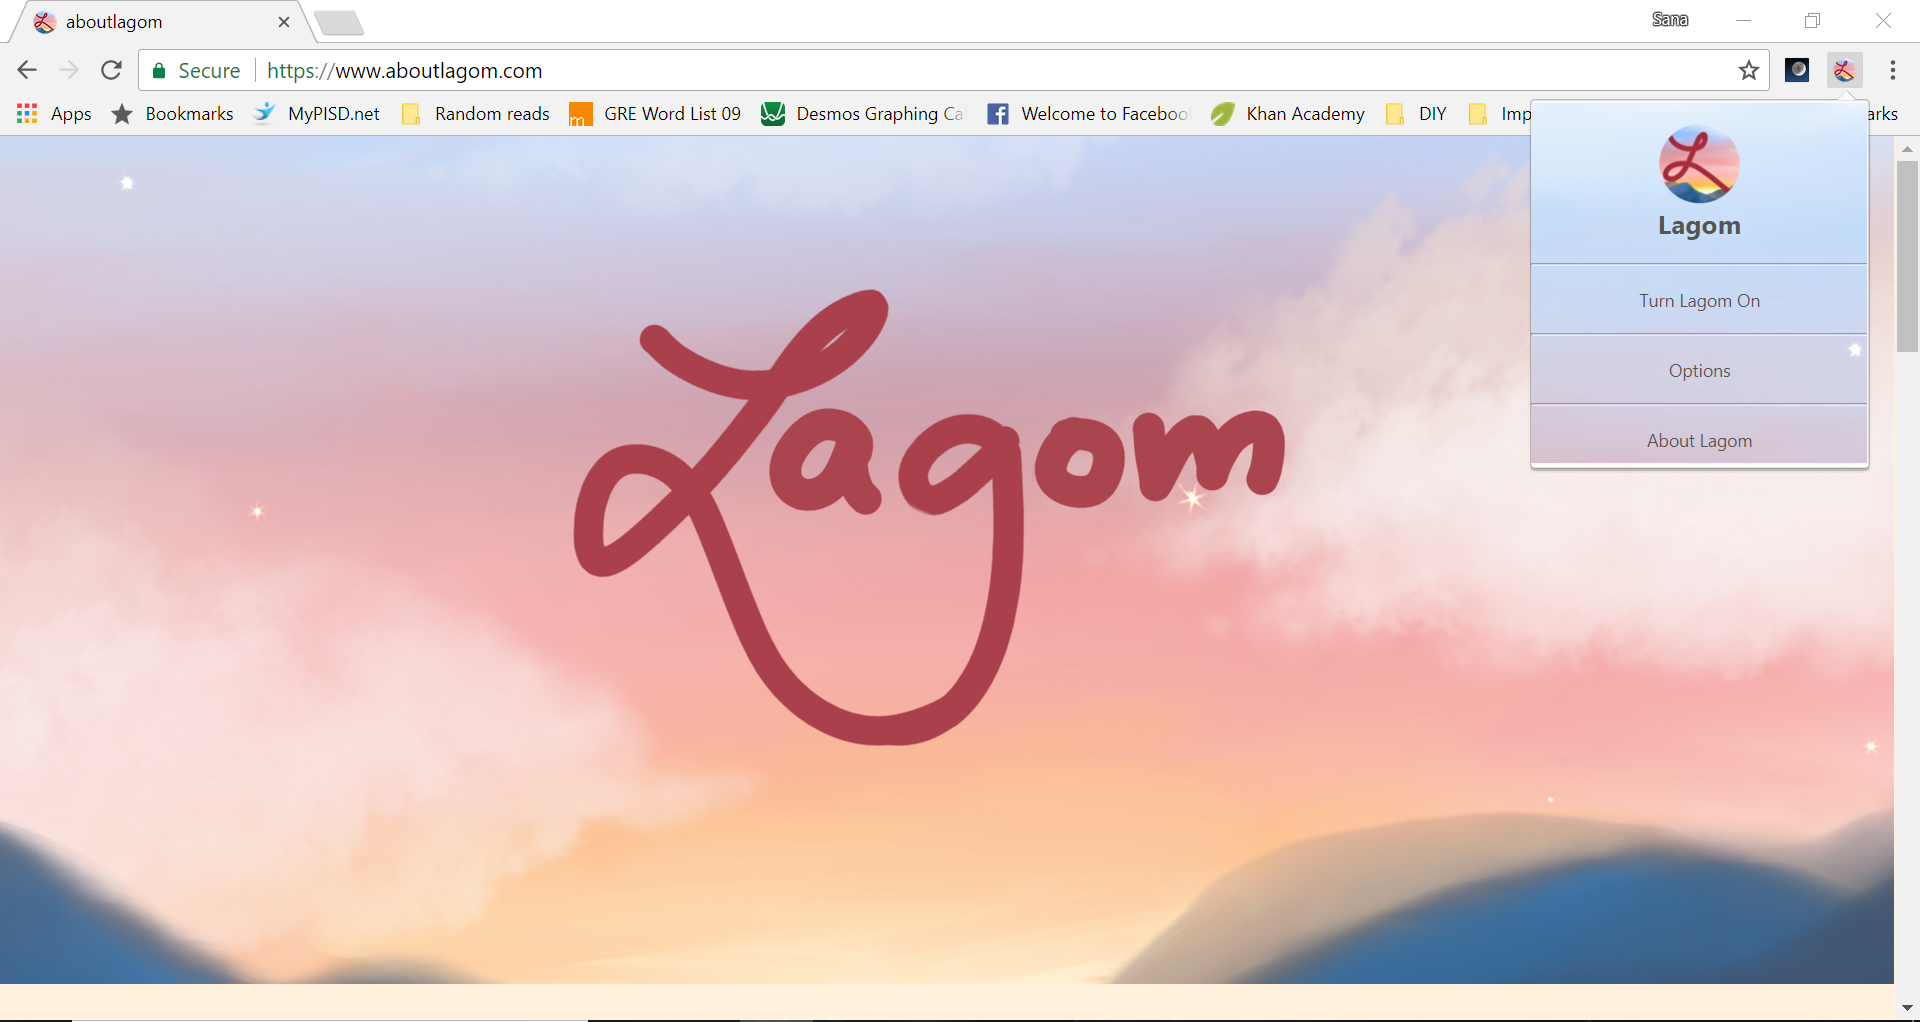 aboutlagom
Sana
Secure https://www.aboutlagom.com
Apps Bookmarks MyPISD.net Random reads m GRE Word List 09 Desmos Graphing Ca Welcome to Faceboo Khan Academy DIY Imp arks
Lagom
Turn Lagom On
Options
About Lagom
Lagom